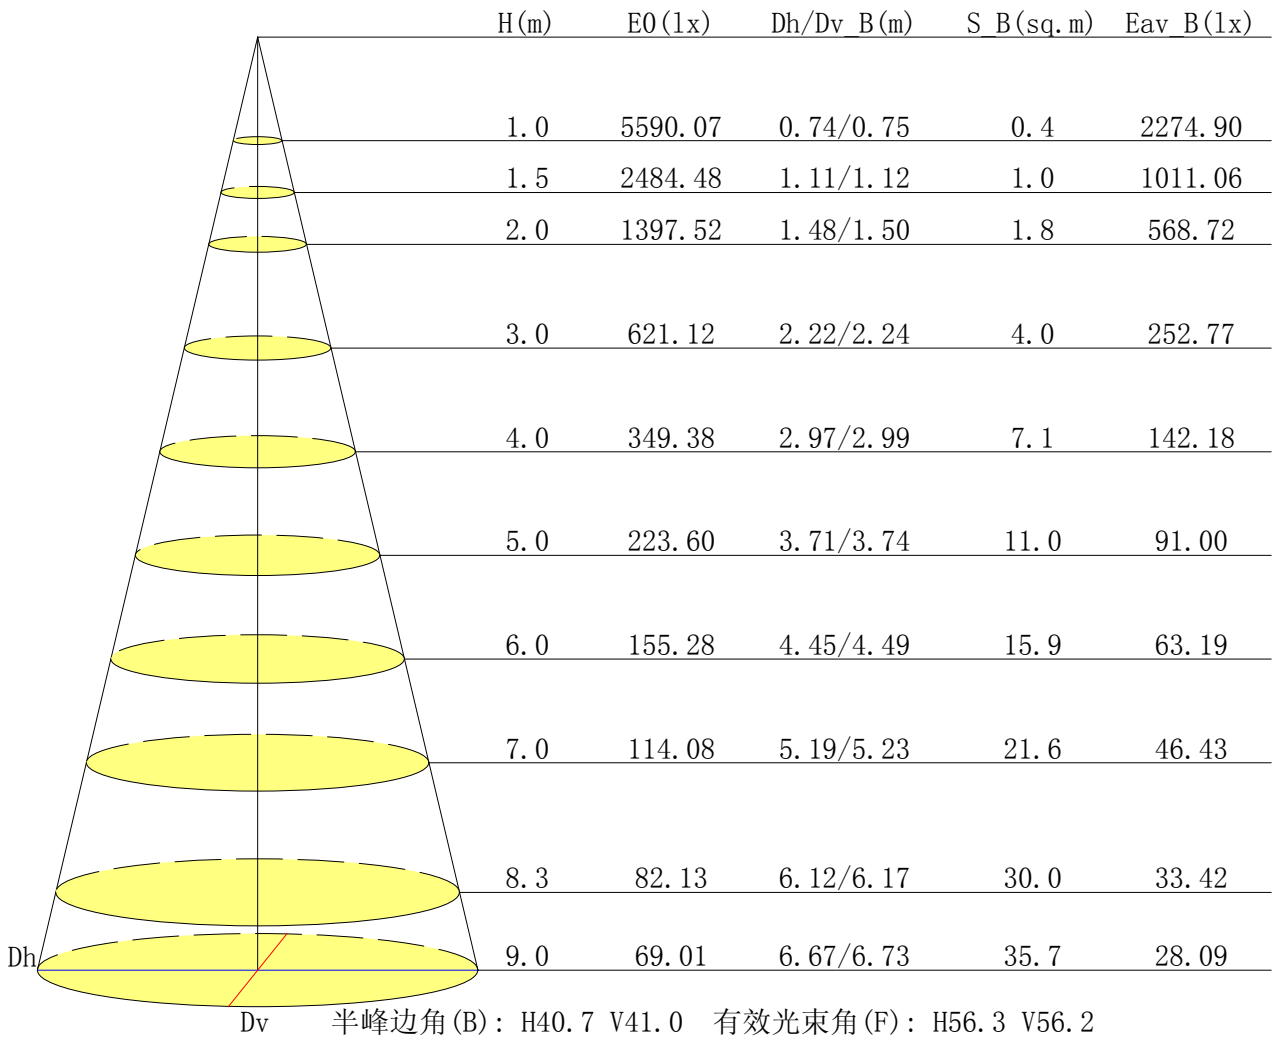 H(m) E0(lx) Dh/Dv_B(m) S_B(sq.m) Eav_B(lx)
1.0 5590.07 0.74/0.75 0.4 2274.90
1.5 2484.48 1.11/1.12 1.0 1011.06
2.0 1397.52 1.48/1.50 1.8 568.72
3.0 621.12 2.22/2.24 4.0 252.77
4.0 349.38 2.97/2.99 7.1 142.18
5.0 223.60 3.71/3.74 11.0 91.00
6.0 155.28 4.45/4.49 15.9 63.19
7.0 114.08 5.19/5.23 21.6 46.43
8.3 82.13 6.12/6.17 30.0 33.42
Dh 9.0 69.01 6.67/6.73 35.7 28.09
Dv 半峰边角(B): H40.7 V41.0 有效光束角(F): H56.3 V56.2